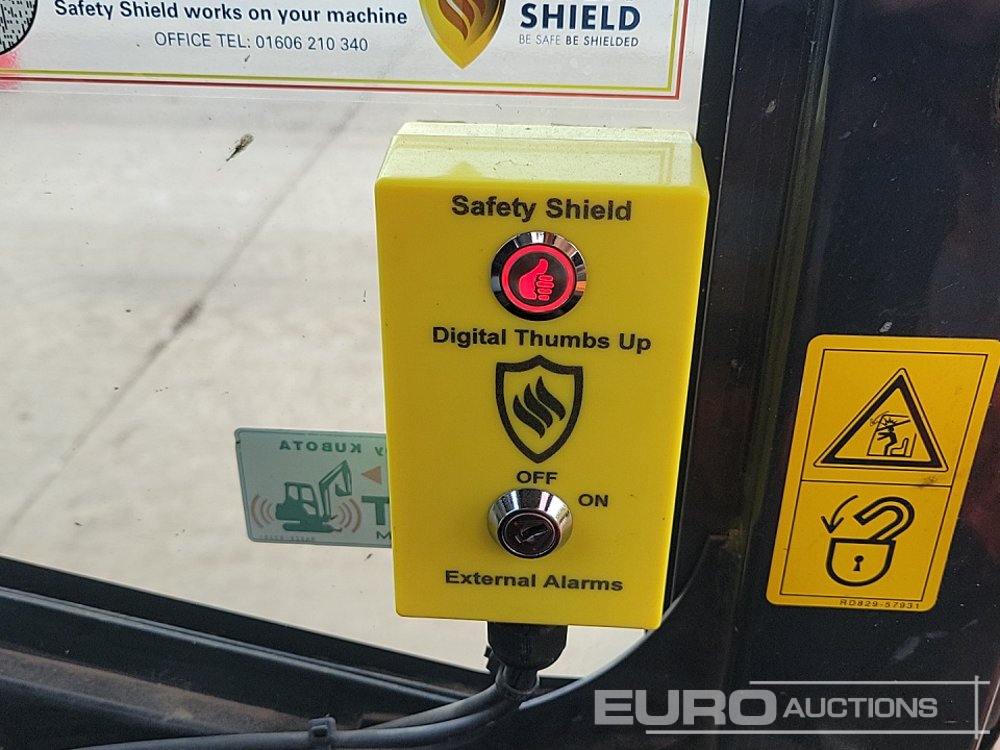 Safety Shield works on your machine
OFFICE TEL: 01606 210 340
SHIELD
BE SAFE BE SHIELDED
Safety Shield
Digital Thumbs Up
OFF
ON
External Alarms
KUBOTA
RD829-57931
EURO AUCTIONS